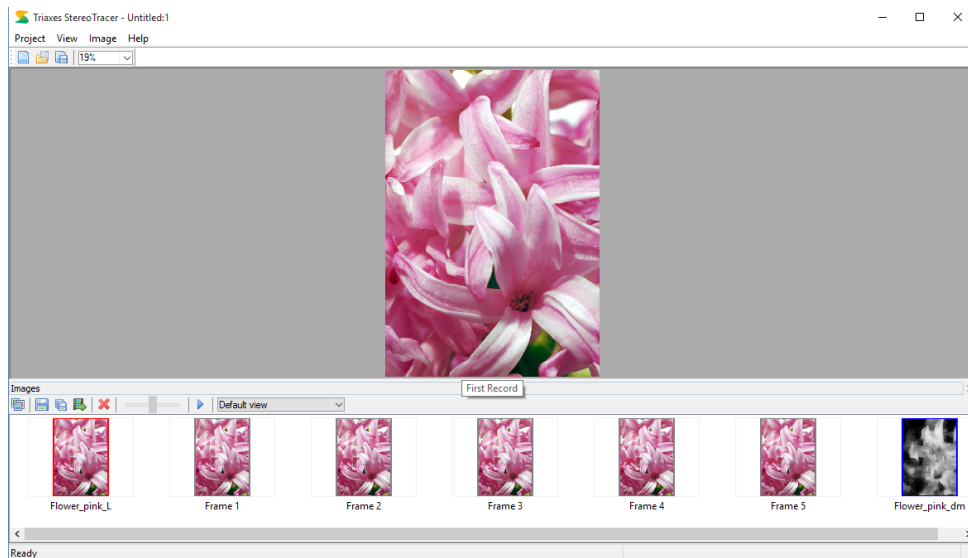 Triaxes StereoTracer - Untitled:1
Project View Image Help
19%
First Record
Images
Default view
Flower_pink_L Frame 1 Frame 2 Frame 3 Frame 4 Frame 5 Flower_pink_dm
Ready